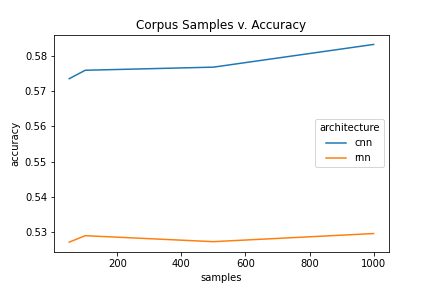 Corpus Samples v. Accuracy
0.58
0.57
0.56
0.55
0.54
0.53
accuracy
architecture
cnn
rnn
200
400
600
800
1000
samples